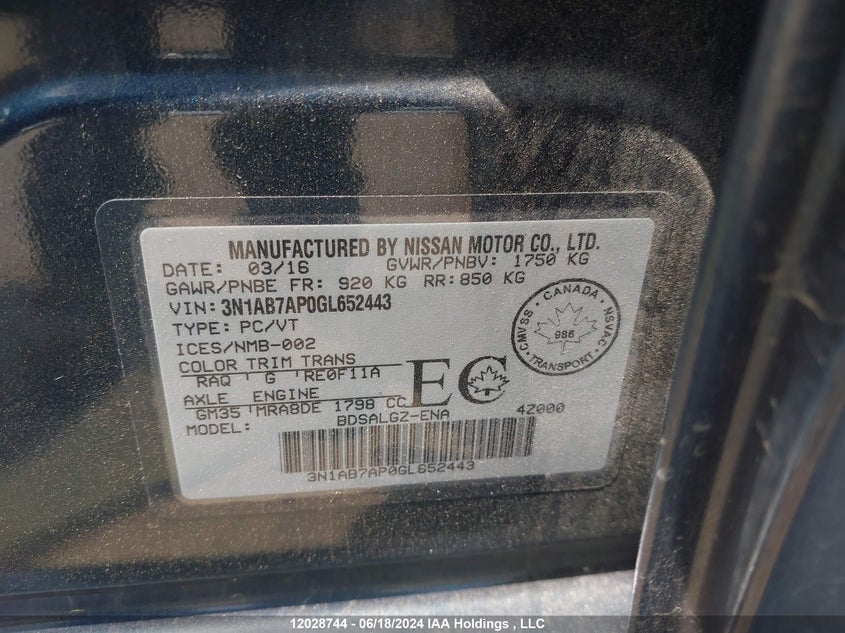 MANUFACTURED BY NISSAN MOTOR CO., LTD.
DATE: 03/16 GVWR/PNBV: 1750 KG
GAWR/PNBE FR: 920 KG RR: 850 KG
VIN: 3N1AB7AP0GL652443
TYPE: PC/VT
ICES/NMB-002
COLOR TRIM TRANS
RAQ G RE0F11A
AXLE ENGINE
GM35 MRA8DE 1798 CC
MODEL: BDSALGZ-ENA 4Z000
EC
CANADA
CMVSS 986 NSVAC
TRANSPORT
3N1AB7AP0GL652443
12028744 - 06/18/2024 IAA Holdings , LLC